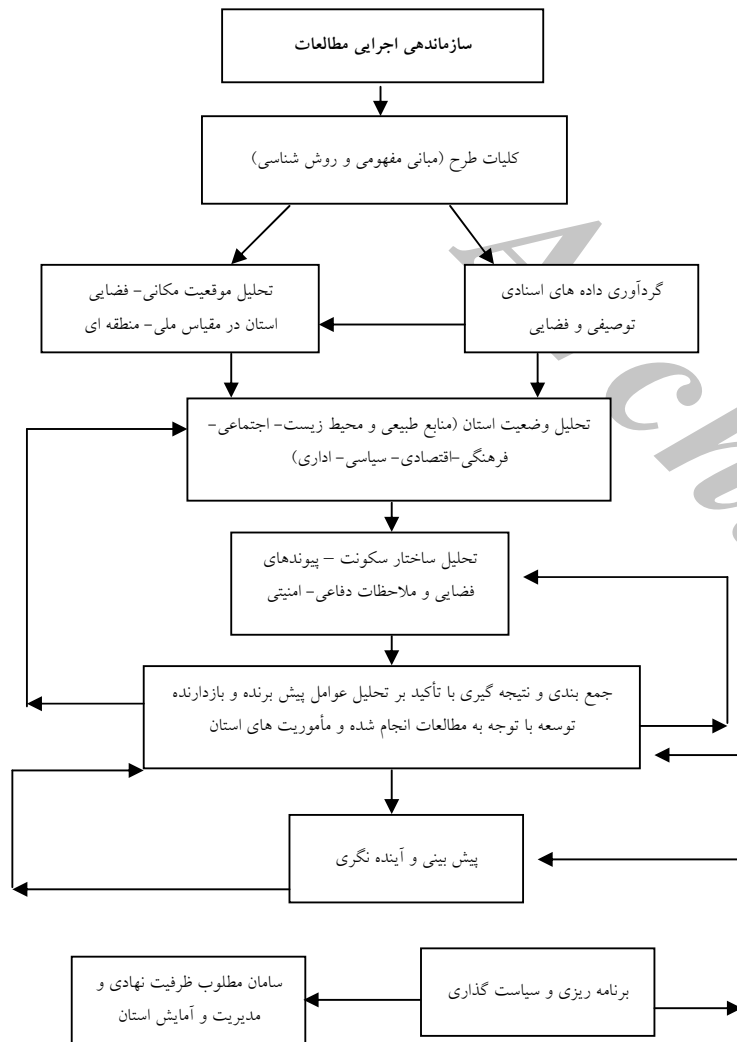 سازماندهی اجرایی مطالعات
کلیات طرح (مبانی مفهومی و روش شناسی)
گردآوری داده های اسنادی
توصیفی و فضایی
تحلیل موقعیت مکانی- فضایی
استان در مقیاس ملی- منطقه ای
تحلیل وضعیت استان (منابع طبیعی و محیط زیست- اجتماعی-
فرهنگی-اقتصادی- سیاسی- اداری)
تحلیل ساختار سکونت – پیوندهای
فضایی و ملاحظات دفاعی- امنیتی
جمع بندی و نتیجه گیری با تأکید بر تحلیل عوامل پیش برنده و بازدارنده
توسعه با توجه به مطالعات انجام شده و مأموریت های استان
پیش بینی و آینده نگری
برنامه ریزی و سیاست گذاری
سامان مطلوب ظرفیت نهادی و
مدیریت و آمایش استان
Arch